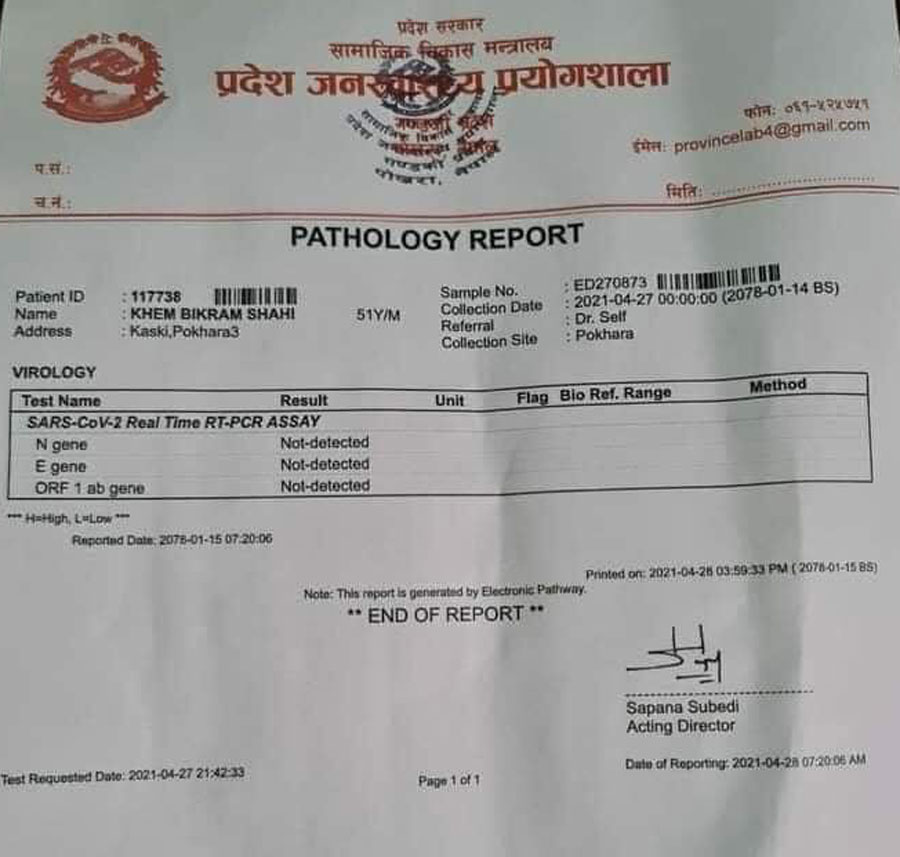 प्रदेश सरकार
सामाजिक विकास मन्त्रालय
प्रदेश जनस्वास्थ्य प्रयोगशाला
गण्डकी प्रदेश
पोखरा, नेपाल
फोन: ०६१-५२५७५१
ईमेल: provincelab4@gmail.com
प.सं.:
च.नं.:
मिति: ........................................
PATHOLOGY REPORT
Patient ID : 117738
Name : KHEM BIKRAM SHAHI 51Y/M
Address : Kaski,Pokhara3
Sample No. : ED270873
Collection Date : 2021-04-27 00:00:00 (2078-01-14 BS)
Referral : Dr. Self
Collection Site : Pokhara
VIROLOGY
Test Name Result Unit Flag Bio Ref. Range Method
SARS-CoV-2 Real Time RT-PCR ASSAY
N gene Not-detected
E gene Not-detected
ORF 1 ab gene Not-detected
*** H=High, L=Low ***
Reported Date: 2078-01-15 07:20:06
Printed on: 2021-04-28 03:59:33 PM ( 2078-01-15 BS)
Note: This report is generated by Electronic Pathway.
** END OF REPORT **
Sapana Subedi
Acting Director
Test Requested Date: 2021-04-27 21:42:33
Page 1 of 1
Date of Reporting: 2021-04-28 07:20:06 AM